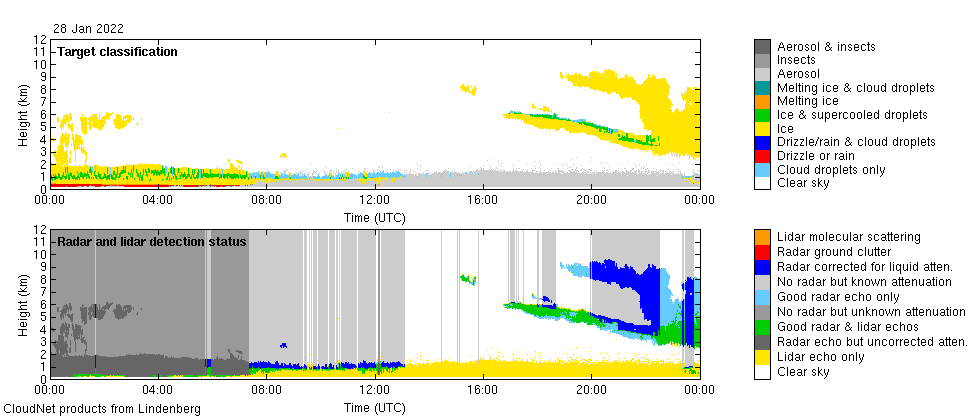 28 Jan 2022
Target classification
Height (km)
12
11
10
9
8
7
6
5
4
3
2
1
0
00:00 04:00 08:00 12:00 16:00 20:00 00:00
Time (UTC)
Aerosol & insects
Insects
Aerosol
Melting ice & cloud droplets
Melting ice
Ice & supercooled droplets
Ice
Drizzle/rain & cloud droplets
Drizzle or rain
Cloud droplets only
Clear sky
Radar and lidar detection status
Height (km)
12
11
10
9
8
7
6
5
4
3
2
1
0
00:00 04:00 08:00 12:00 16:00 20:00 00:00
Time (UTC)
Lidar molecular scattering
Radar ground clutter
Radar corrected for liquid atten.
No radar but known attenuation
Good radar echo only
No radar but unknown attenuation
Good radar & lidar echos
Radar echo but uncorrected atten.
Lidar echo only
Clear sky
CloudNet products from Lindenberg